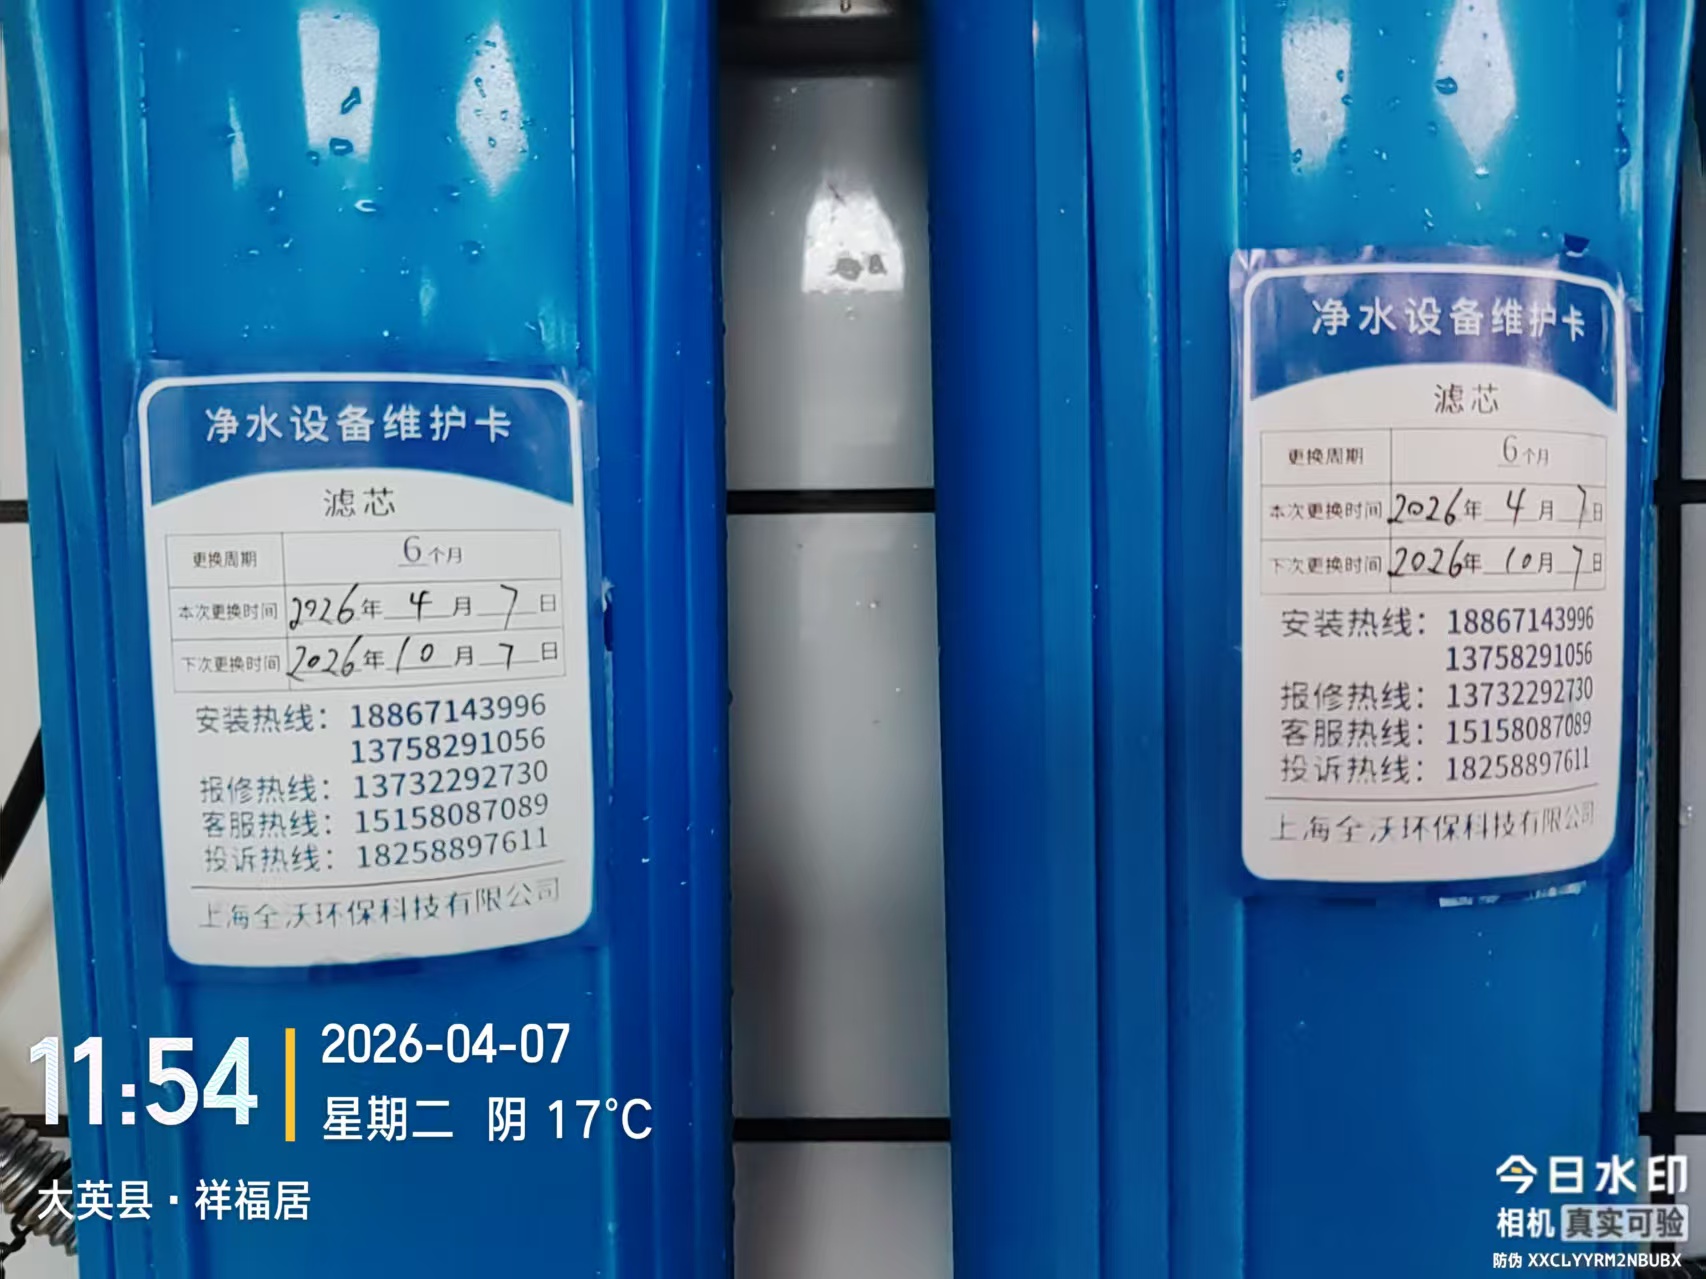 净水设备维护卡
滤芯
更换周期 6个月
本次更换时间 2026年 4月 7日
下次更换时间 2026年 10月 7日
安装热线：18867143996
13758291056
报修热线：13732292730
客服热线：15158087089
投诉热线：18258897611
上海全沃环保科技有限公司
净水设备维护卡
滤芯
更换周期 6个月
本次更换时间 2026年 4月 7日
下次更换时间 2026年 10月 7日
安装热线：18867143996
13758291056
报修热线：13732292730
客服热线：15158087089
投诉热线：18258897611
上海全沃环保科技有限公司
11:54
2026-04-07
星期二 阴 17°C
大英县·祥福居
今日水印
相机 真实可验
防伪 XXCLYYRM2NBUBX